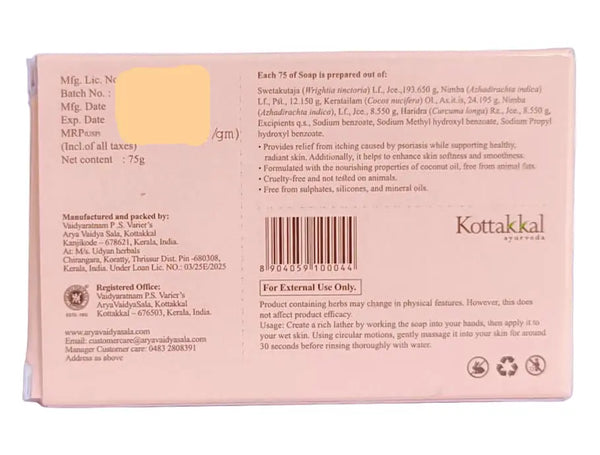 Mfg. Lic. No
Batch No. :
Mfg. Date
Exp. Date
MRP
/gm)
(Incl.of all taxes)
Net content : 75g
Each 75 of Soap is prepared out of:
Swetakutaja (Wrightia tinctoria) Lf., Jce.,193.650 g, Nimba (Azhadirachta indica)
Lf., Pdl., 12.150 g, Keratailam (Cocos nucifera) Ol., As.it.is, 24.195 g, Nimba
(Azhadirachta indica), Lf., Jce., 8.550 g, Haridra (Curcuma longa) Rz., Jce., 8.550 g,
Excipients q.s., Sodium benzoate, Sodium Methyl hydroxyl benzoate, Sodium Propyl
hydroxyl benzoate.
• Provides relief from itching caused by psoriasis while supporting healthy,
radiant skin. Additionally, it helps to enhance skin softness and smoothness.
• Formulated with the nourishing properties of coconut oil, free from animal fats.
• Cruelty-free and not tested on animals.
• Free from sulphates, silicones, and mineral oils.
Manufactured and packed by:
Vaidyaratnam P .S. Varier's
Arya Vaidya Sala, Kottakkal
Kanjikode – 678621, Kerala, India.
At: M/s. Udyan herbals
Chirangara, Koratty, Thrissur Dist. Pin -680308,
Kerala, India. Under Loan Lic. NO.: 03/25E/2025
Registered Office:
Vaidyaratnam P.S. Varier's
AryaVaidyaSala, Kottakkal
Kottakkal – 676503, Kerala, India.
www.aryavaidyasala.com
Email: customercare@aryavaidyasala.com
Manager Customer care: 0483 2808391
Address as above
8 904059 100044
Kottakkal
ayurveda
For External Use Only.
Product containing herbs may change in physical features. However, this does
not affect product efficacy.
Usage: Create a rich lather by working the soap into your hands, then apply it to
your wet skin. Using circular motions, gently massage it into your skin for around
30 seconds before rinsing thoroughly with water.